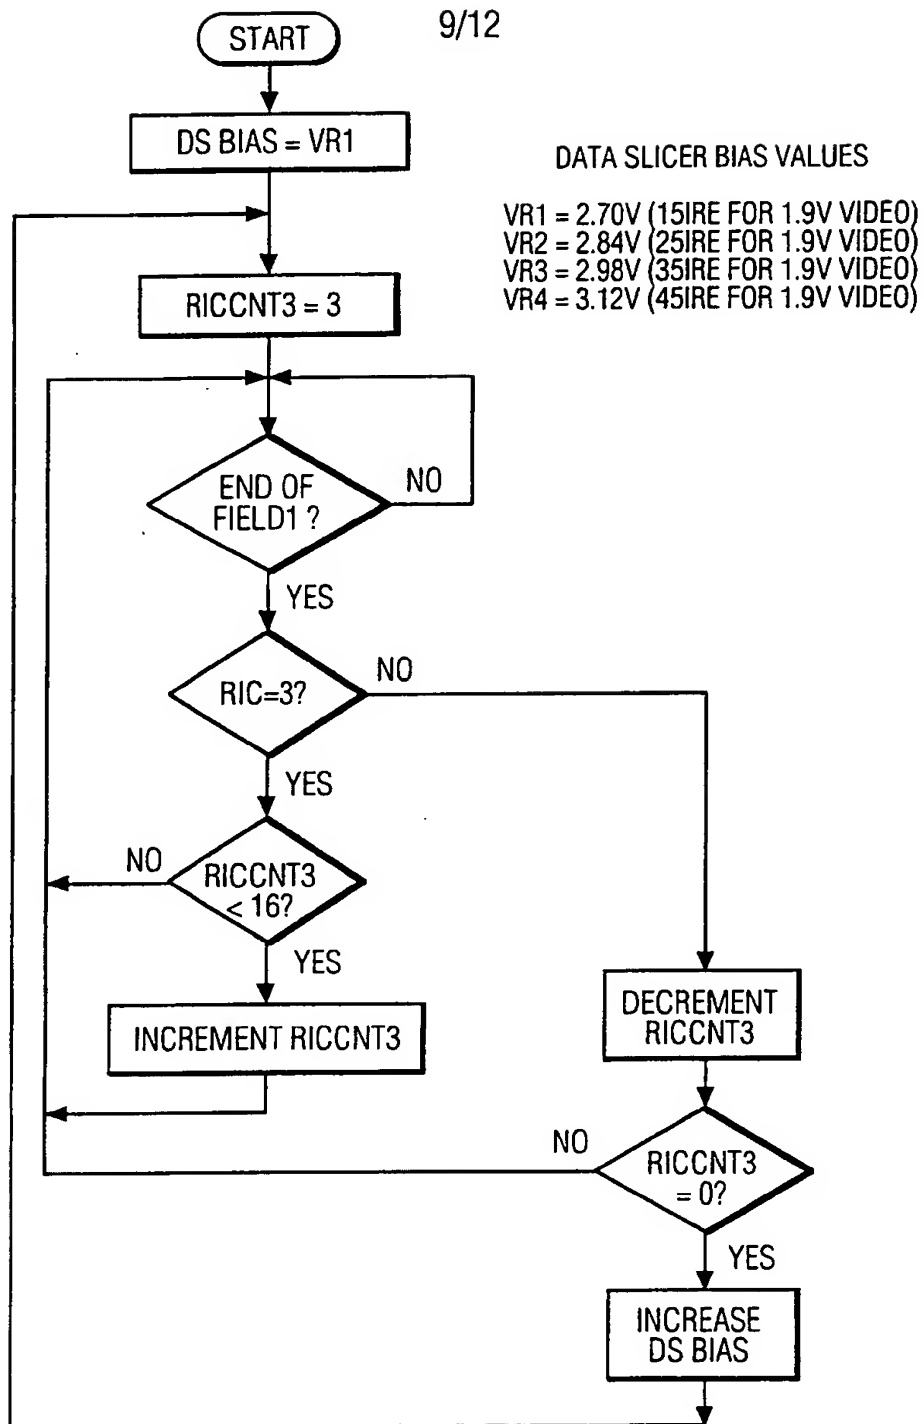 9/12
START
DS BIAS = VR1
DATA SLICER BIAS VALUES
VR1 = 2.70V (15IRE FOR 1.9V VIDEO)
VR2 = 2.84V (25IRE FOR 1.9V VIDEO)
VR3 = 2.98V (35IRE FOR 1.9V VIDEO)
VR4 = 3.12V (45IRE FOR 1.9V VIDEO)
RICCNT3 = 3
END OF
FIELD1 ?
NO
YES
RIC=3?
NO
YES
NO
RICCNT3
< 16?
YES
INCREMENT RICCNT3
DECREMENT
RICCNT3
NO
RICCNT3
= 0?
YES
INCREASE
DS BIAS